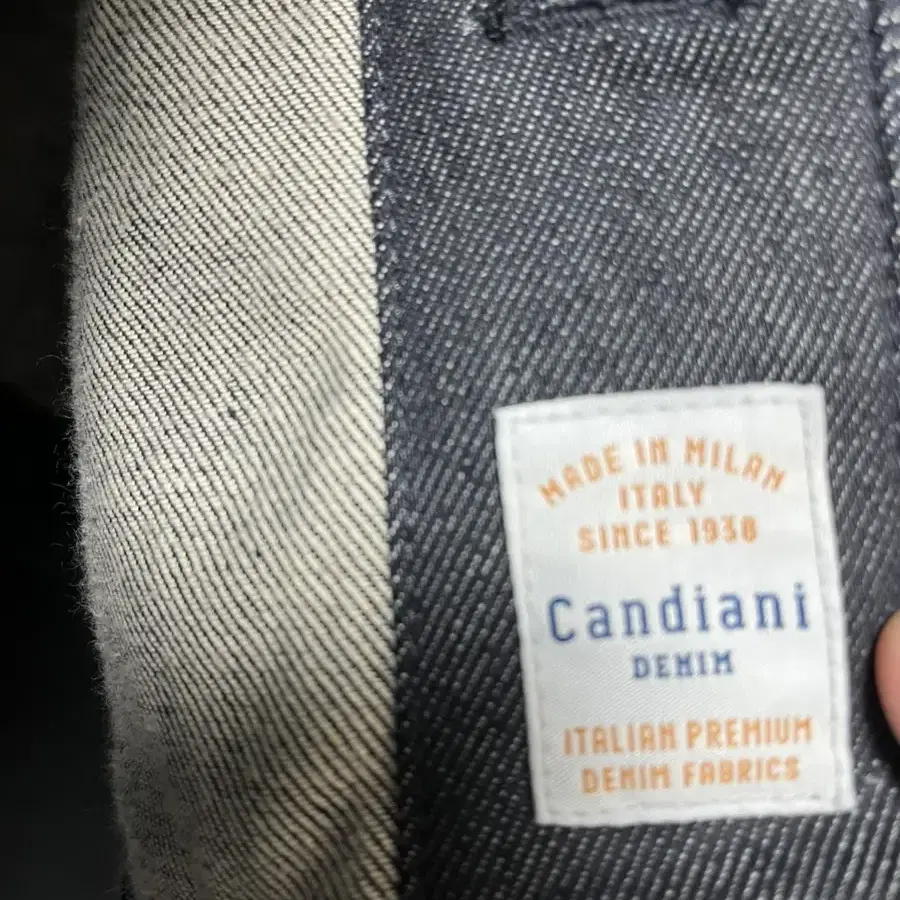 MADE IN MILAN
ITALY
SINCE 1938
Candiani
DENIM
ITALIAN PREMIUM
DENIM FABRICS